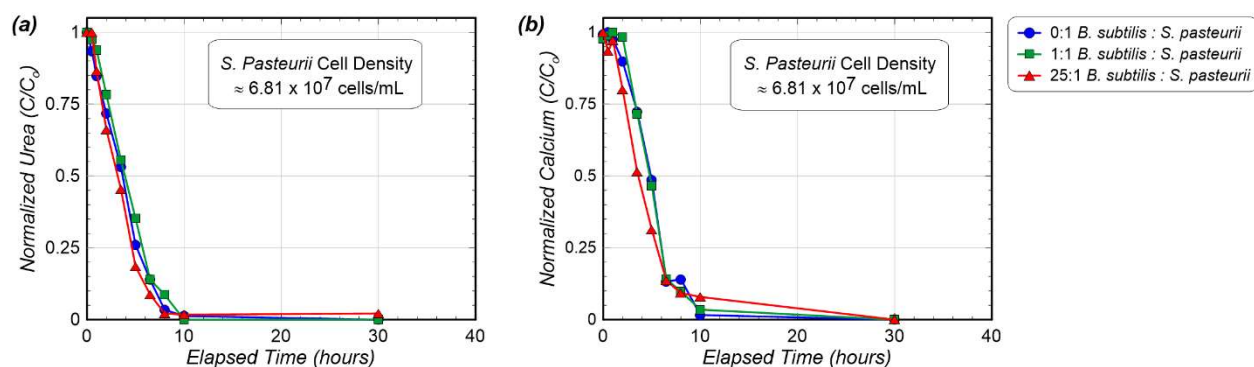 (a)
1
0.75
0.5
0.25
0
Normalized Urea (C/Cₒ)
S. Pasteurii Cell Density
≈ 6.81 x 10⁷ cells/mL
0 10 20 30 40
Elapsed Time (hours)
(b)
1
0.75
0.5
0.25
0
Normalized Calcium (C/Cₒ)
S. Pasteurii Cell Density
≈ 6.81 x 10⁷ cells/mL
0 10 20 30 40
Elapsed Time (hours)
0:1 B. subtilis : S. pasteurii
1:1 B. subtilis : S. pasteurii
25:1 B. subtilis : S. pasteurii